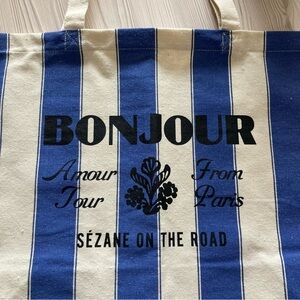 BONJOUR
Amour From
Tour Paris
SÉZANE ON THE ROAD